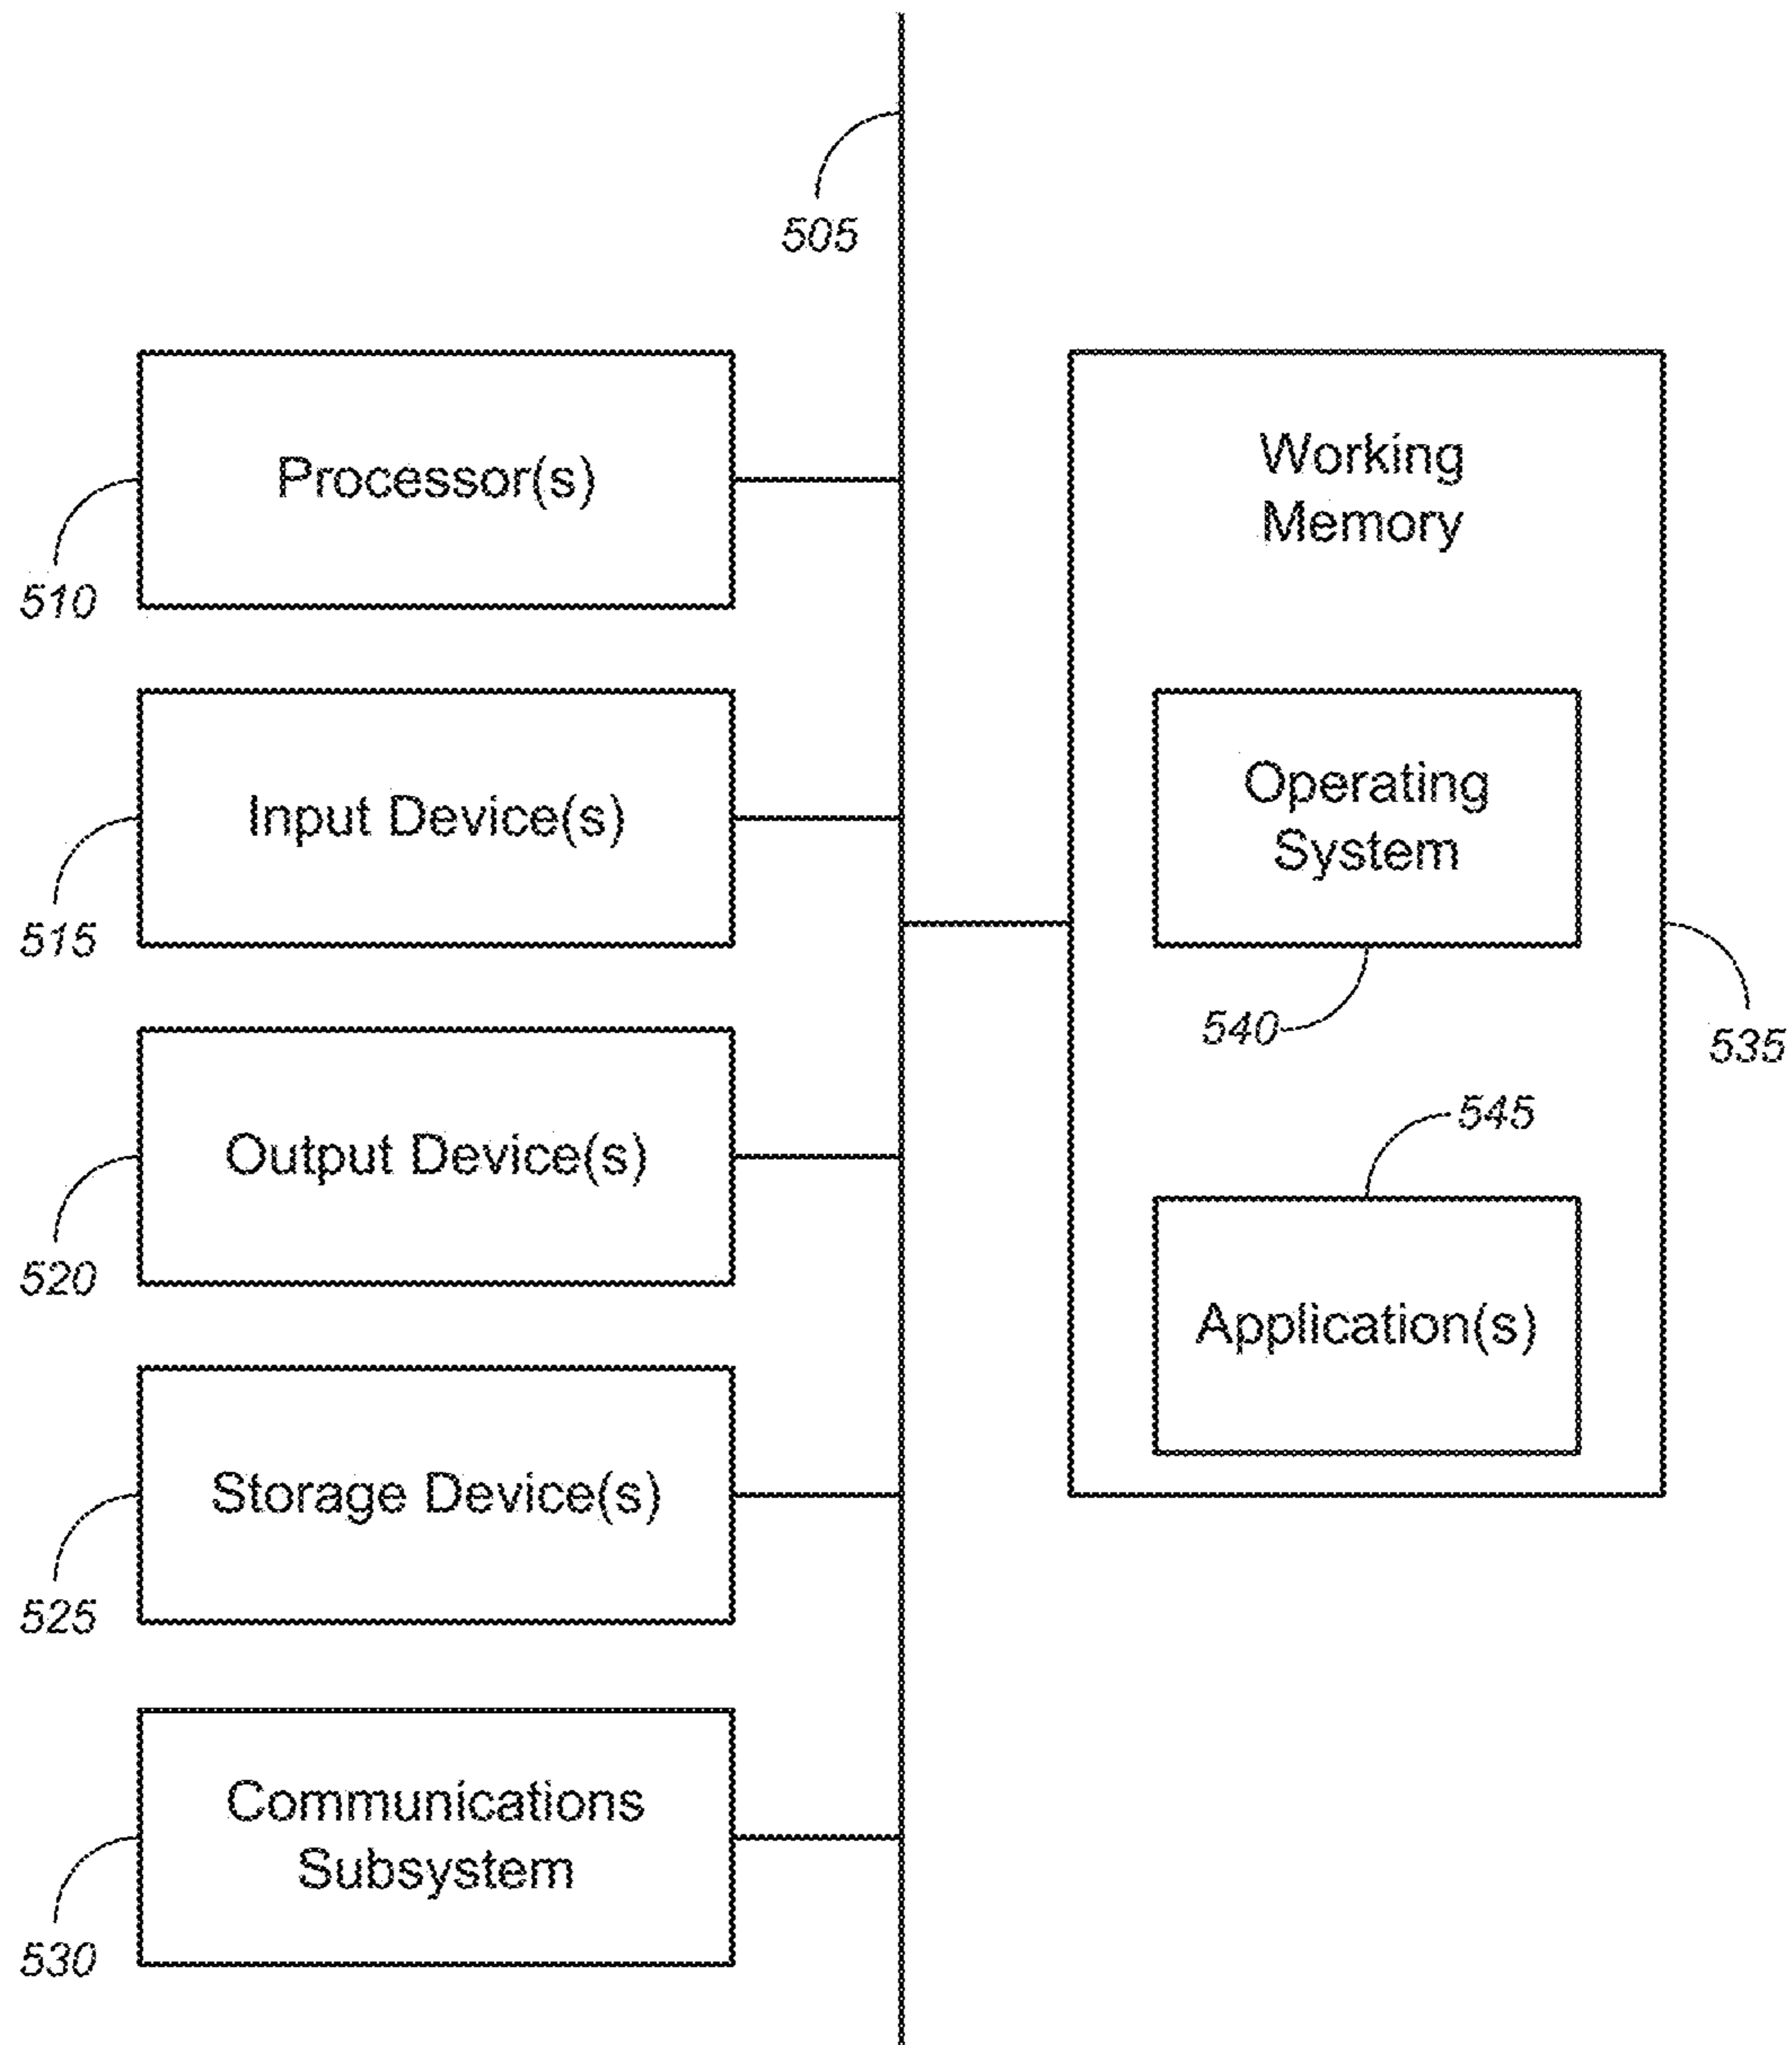 505
Processor(s)
510
Input Device(s)
515
Output Device(s)
520
Storage Device(s)
525
Communications
Subsystem
530
Working
Memory
Operating
System
540
535
545
Application(s)